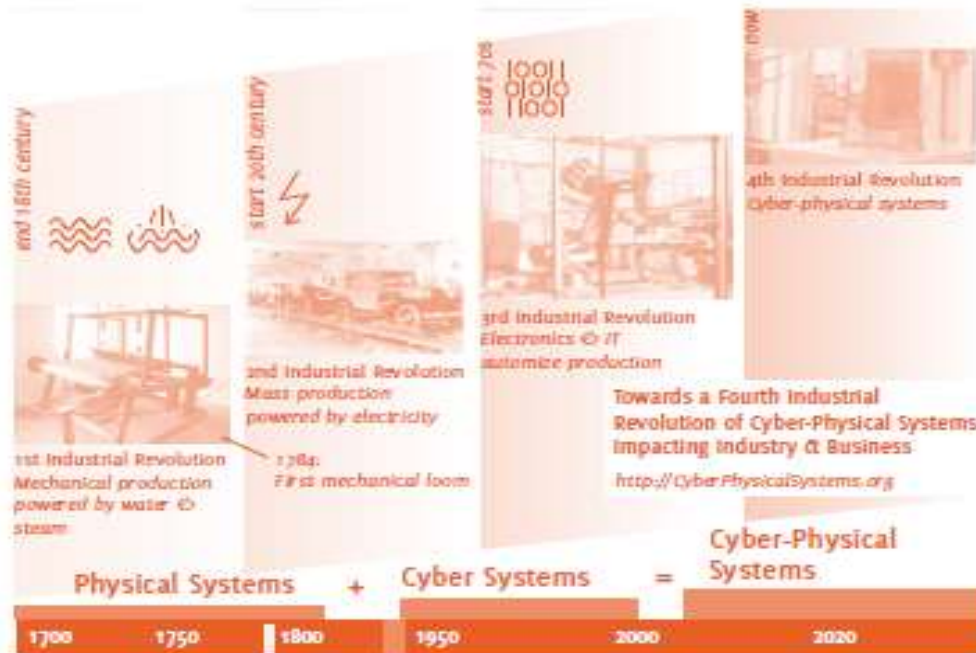 end 18th century
1st Industrial Revolution
Mechanical production
powered by water &
steam
1784:
First mechanical loom
start 20th century
2nd Industrial Revolution
Mass production
powered by electricity
start 70s
10011
01010
11001
3rd Industrial Revolution
Electronics & IT
automize production
now
4th Industrial Revolution
Cyber-physical systems
Towards a Fourth Industrial
Revolution of Cyber-Physical Systems
Impacting Industry & Business
http://CyberPhysicalSystems.org
Physical Systems + Cyber Systems = Cyber-Physical
Systems
1700 1750 1800 1950 2000 2020